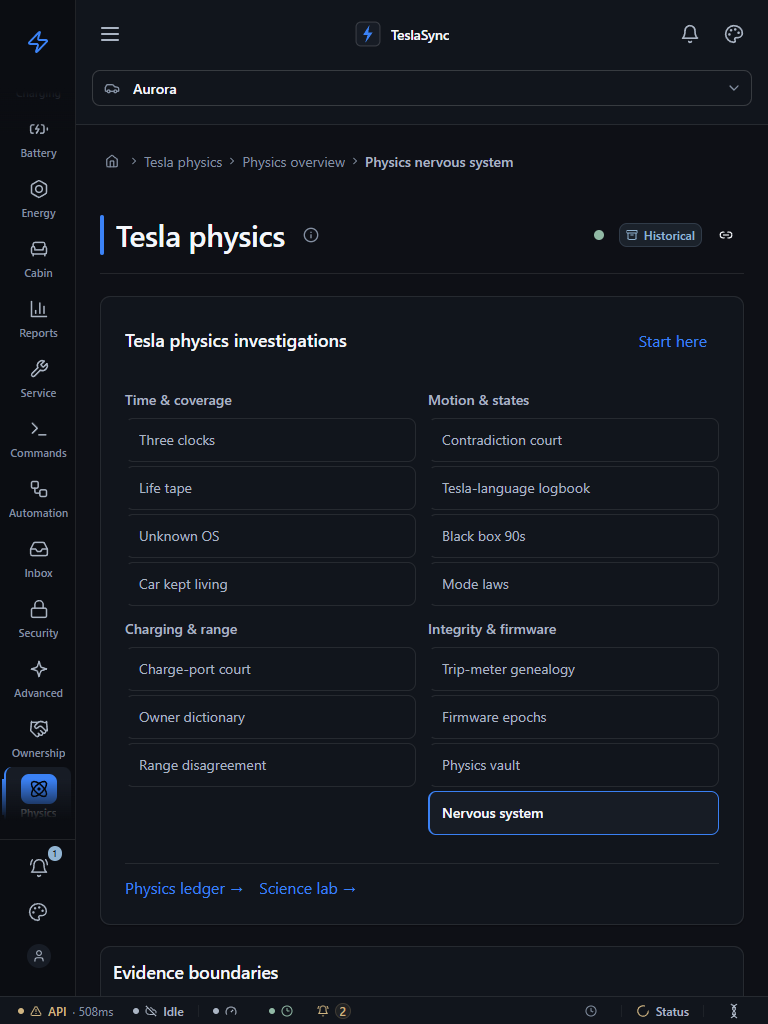 TeslaSync
Aurora
Charging
Battery
Energy
Cabin
Reports
Service
Commands
Automation
Inbox
Security
Advanced
Ownership
Physics
1
Tesla physics > Physics overview > Physics nervous system
Tesla physics
Historical
Tesla physics investigations
Start here
Time & coverage
Three clocks
Life tape
Unknown OS
Car kept living
Motion & states
Contradiction court
Tesla-language logbook
Black box 90s
Mode laws
Charging & range
Charge-port court
Owner dictionary
Range disagreement
Integrity & firmware
Trip-meter genealogy
Firmware epochs
Physics vault
Nervous system
Physics ledger →
Science lab →
Evidence boundaries
API · 508ms
Idle
2
Status